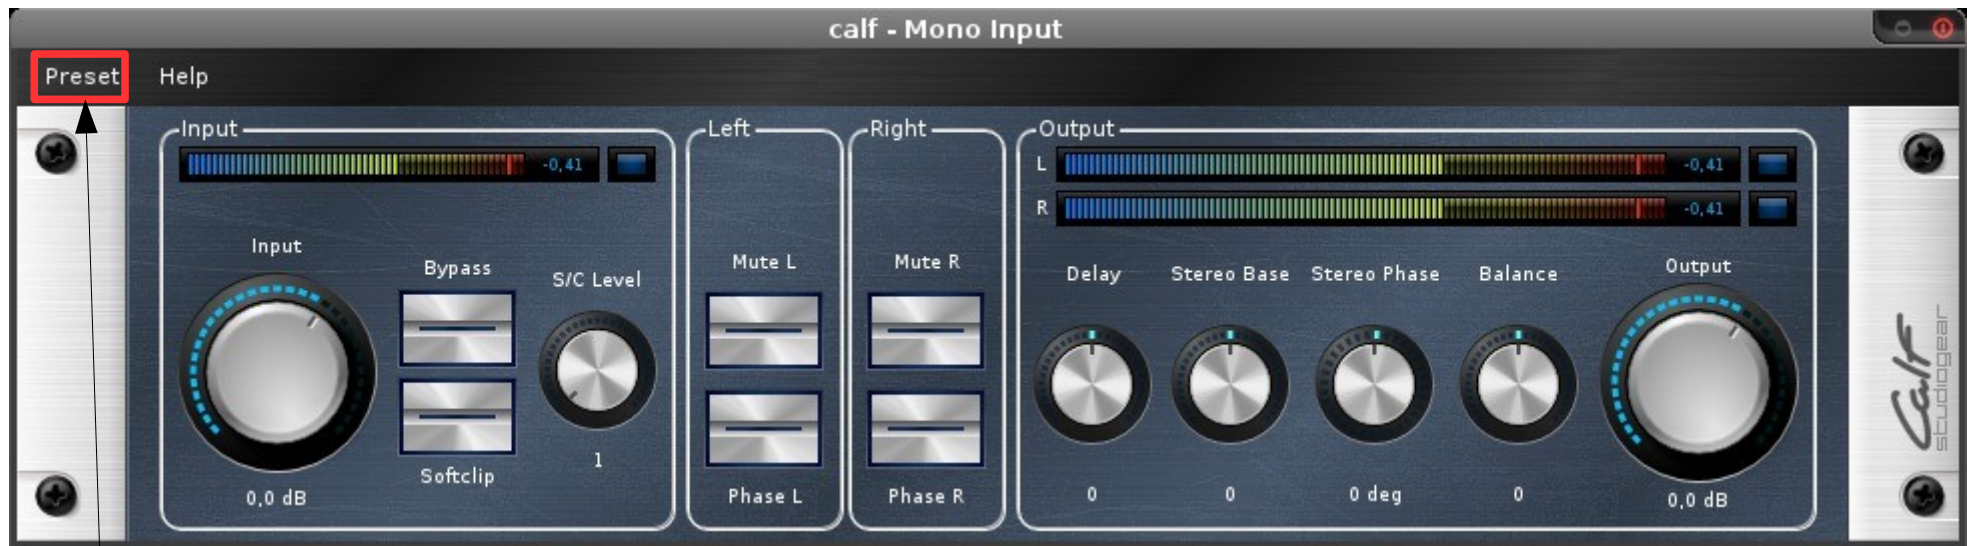 calf - Mono Input
Preset Help
Input Left Right Output
-0,41 L -0,41
R -0,41
Input Bypass S/C Level Mute L Mute R Delay Stereo Base Stereo Phase Balance Output
Softclip 1
0,0 dB Phase L Phase R 0 0 0 deg 0 0,0 dB
Calf
studiogear